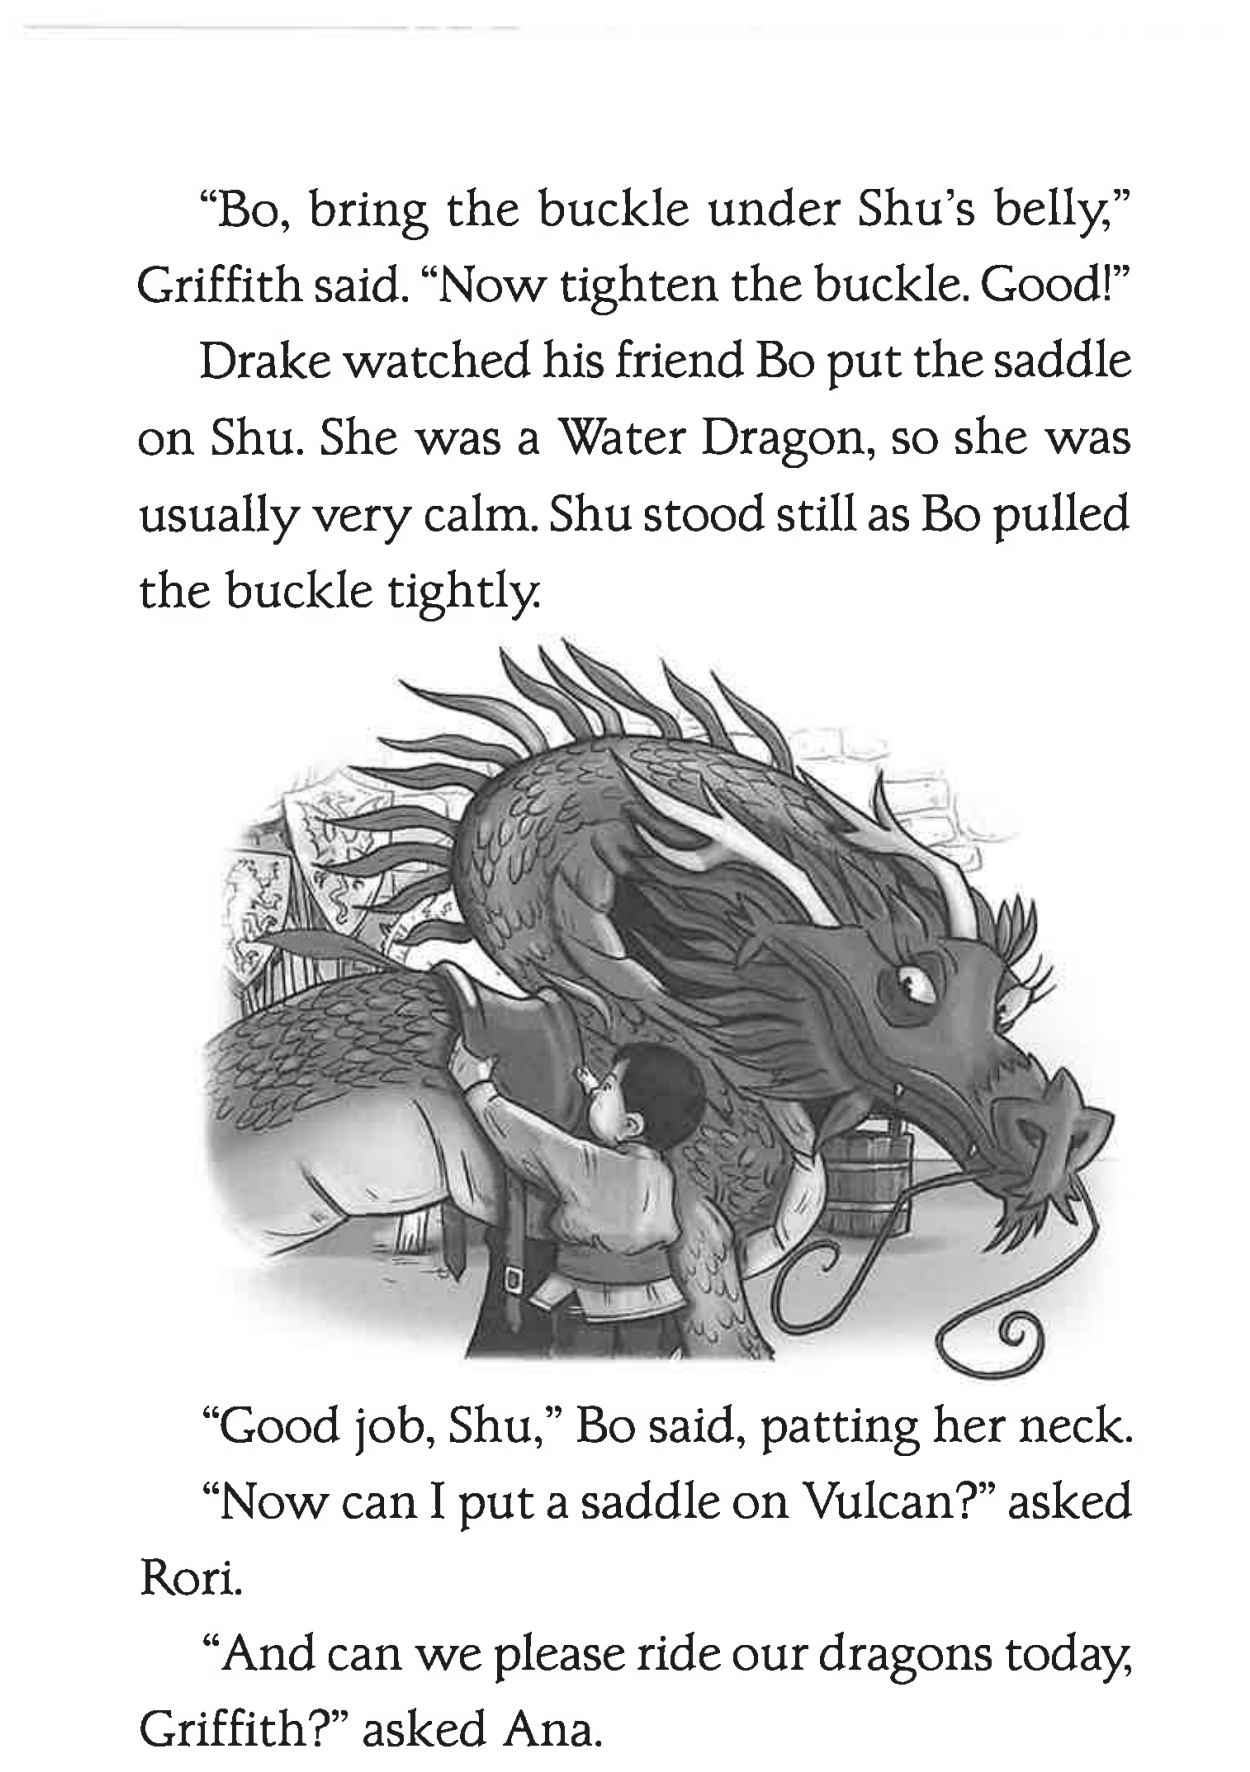 “Bo, bring the buckle under Shu’s belly,”
Griffith said. “Now tighten the buckle. Good!”
Drake watched his friend Bo put the saddle
on Shu. She was a Water Dragon, so she was
usually very calm. Shu stood still as Bo pulled
the buckle tightly.
“Good job, Shu,” Bo said, patting her neck.
“Now can I put a saddle on Vulcan?” asked
Rori.
“And can we please ride our dragons today,
Griffith?” asked Ana.